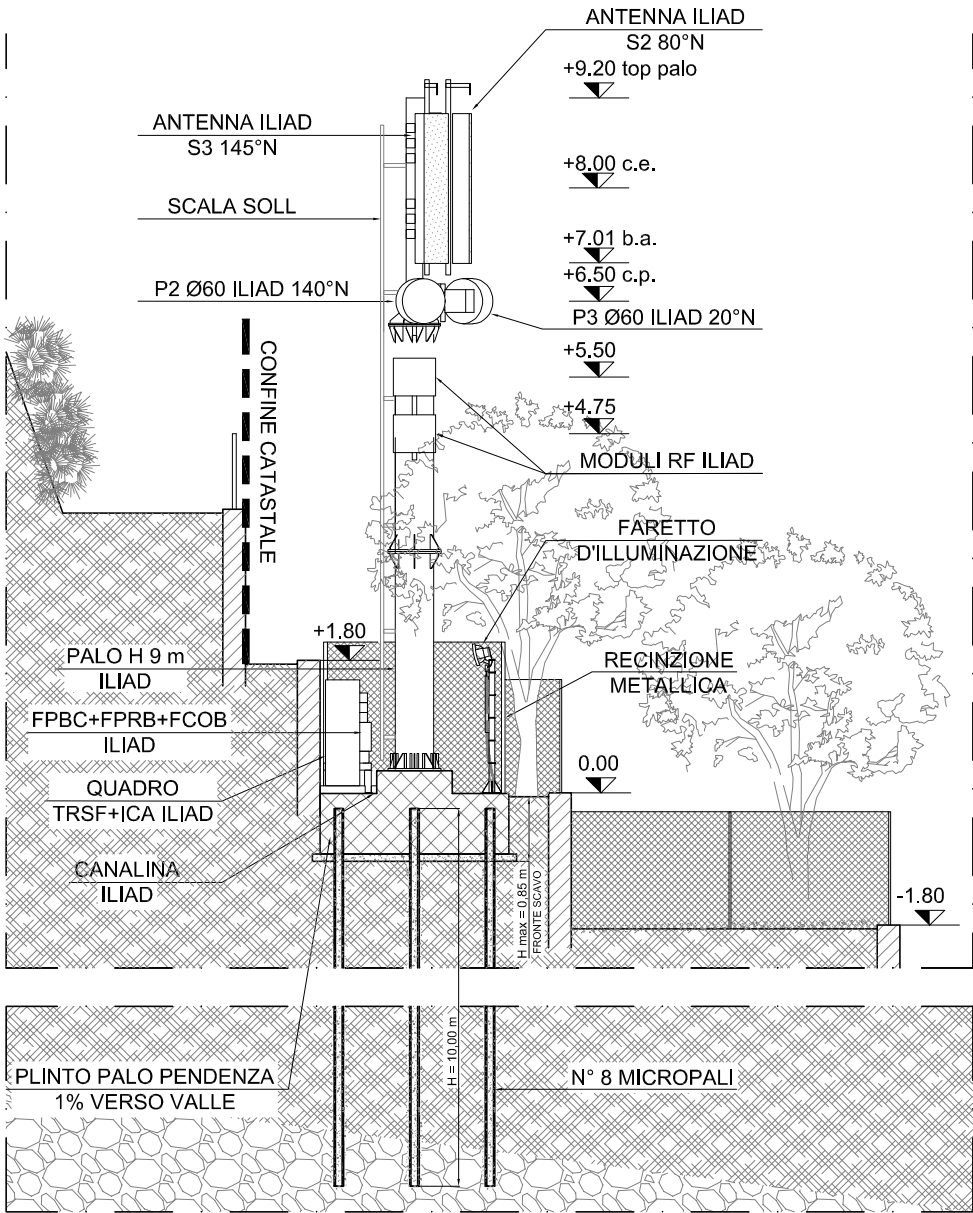 ANTENNA ILIAD
S2 80°N
+9.20 top palo
ANTENNA ILIAD
S3 145°N
+8.00 c.e.
SCALA SOLL
+7.01 b.a.
+6.50 c.p.
P2 Ø60 ILIAD 140°N
P3 Ø60 ILIAD 20°N
CONFINE CATASTALE
+5.50
+4.75
MODULI RF ILIAD
FARETTO
D'ILLUMINAZIONE
+1.80
PALO H 9 m
ILIAD
RECINZIONE
METALLICA
FPBC+FPRB+FCOB
ILIAD
QUADRO
TRSF+ICA ILIAD
0.00
CANALINA
ILIAD
H max = 0,85 m
FRONTE SCAVO
-1.80
H = 10,00 m
PLINTO PALO PENDENZA
1% VERSO VALLE
N° 8 MICROPALI